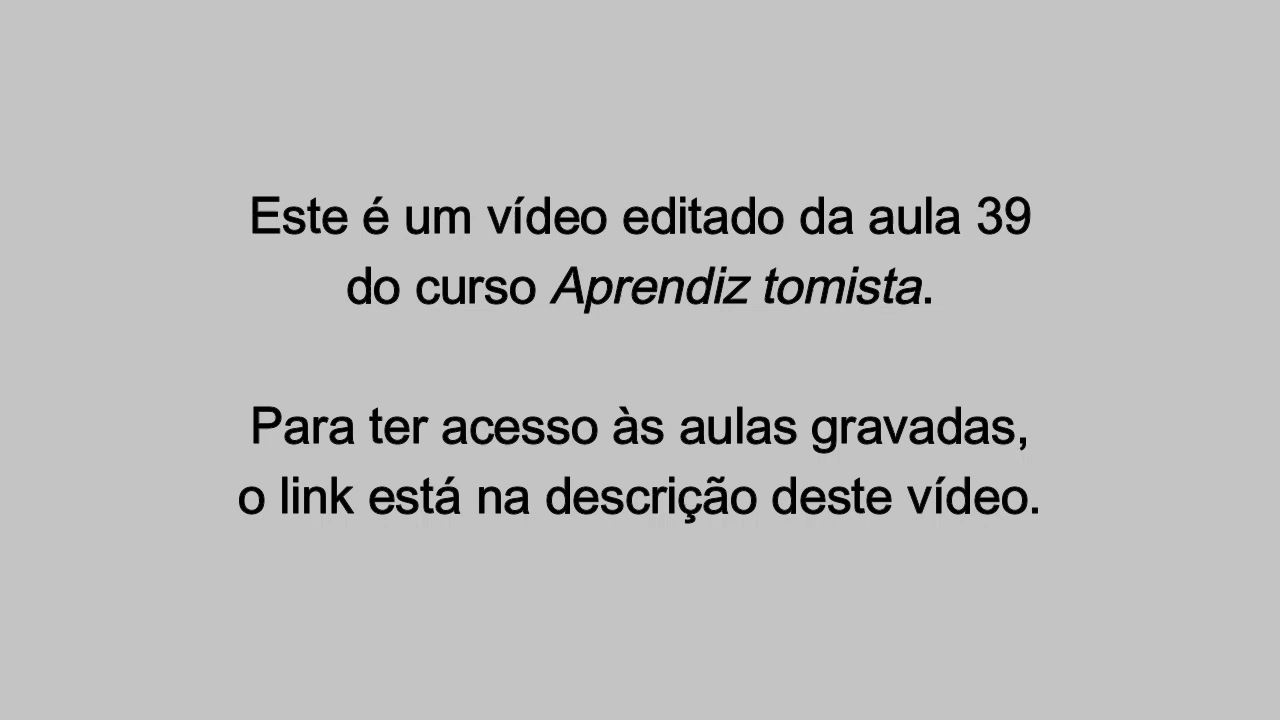 Este é um vídeo editado da aula 39
do curso Aprendiz tomista.
Para ter acesso às aulas gravadas,
o link está na descrição deste vídeo.